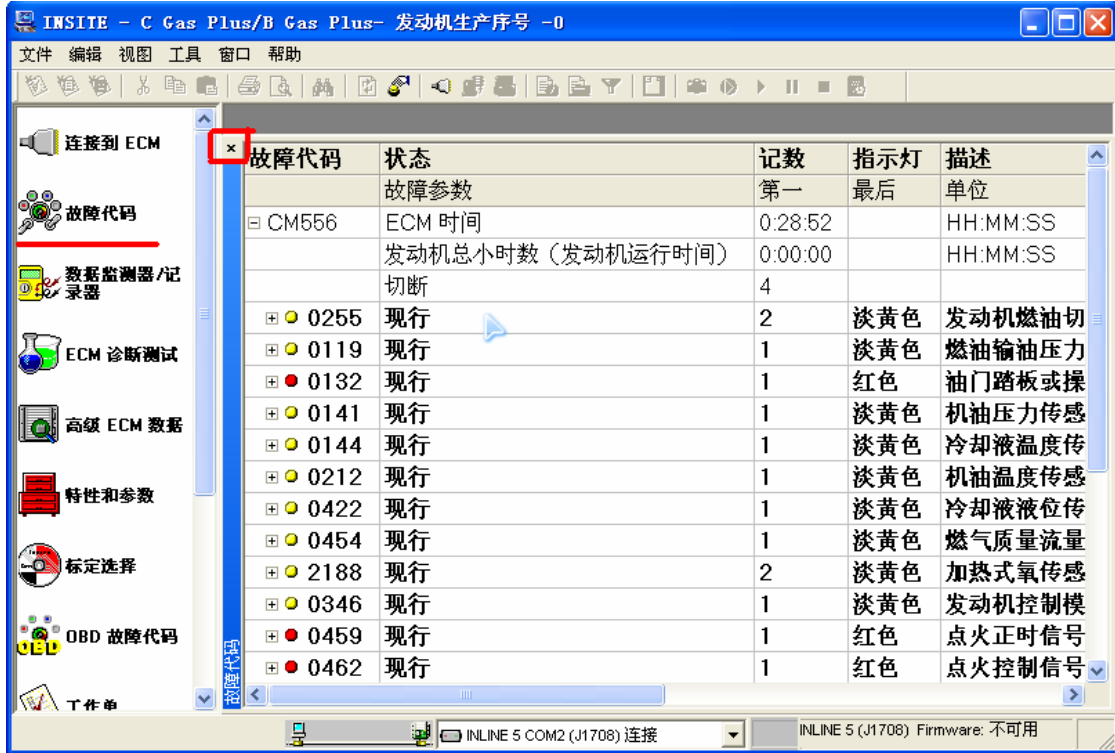 INSITE - C Gas Plus/B Gas Plus- 发动机生产序号 -0
文件 编辑 视图 工具 窗口 帮助
连接到 ECM
故障代码
数据监测器/记
录器
ECM 诊断测试
高级 ECM 数据
特性和参数
标定选择
OBD 故障代码
工作单
故障代码
故障代码 状态 记数 指示灯 描述
故障参数 第一 最后 单位
CM556 ECM 时间 0:28:52 HH:MM:SS
发动机总小时数（发动机运行时间） 0:00:00 HH:MM:SS
切断 4
0255 现行 2 淡黄色 发动机燃油切
0119 现行 1 淡黄色 燃油输油压力
0132 现行 1 红色 油门踏板或操
0141 现行 1 淡黄色 机油压力传感
0144 现行 1 淡黄色 冷却液温度传
0212 现行 1 淡黄色 机油温度传感
0422 现行 1 淡黄色 冷却液液位传
0454 现行 1 淡黄色 燃气质量流量
2188 现行 2 淡黄色 加热式氧传感
0346 现行 1 淡黄色 发动机控制模
0459 现行 1 红色 点火正时信号
0462 现行 1 红色 点火控制信号
INLINE 5 COM2 (J1708) 连接
INLINE 5 (J1708) Firmware: 不可用